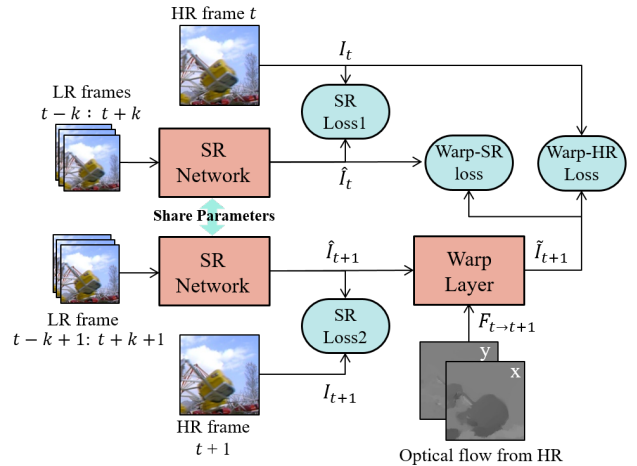 HR frame t
I_t
LR frames
t − k : t + k
SR
Loss1
SR
Network
Î_t
Warp-SR
loss
Warp-HR
Loss
Share Parameters
SR
Network
Î_{t+1}
Warp
Layer
Ĩ_{t+1}
LR frame
t − k + 1: t + k + 1
SR
Loss2
F_{t→t+1}
I_{t+1}
y
x
HR frame
t + 1
Optical flow from HR